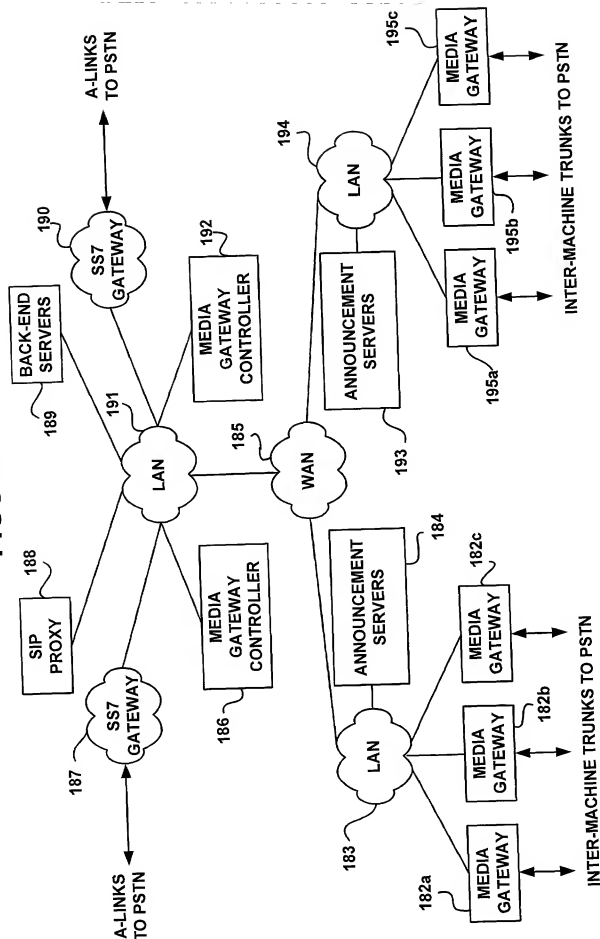 A-LINKS
TO PSTN
SS7
GATEWAY
187
SIP
PROXY
188
BACK-END
SERVERS
189
SS7
GATEWAY
190
A-LINKS
TO PSTN
LAN
191
MEDIA
GATEWAY
CONTROLLER
186
MEDIA
GATEWAY
CONTROLLER
192
WAN
185
LAN
183
ANNOUNCEMENT
SERVERS
184
ANNOUNCEMENT
SERVERS
193
LAN
194
MEDIA
GATEWAY
182a
MEDIA
GATEWAY
182b
MEDIA
GATEWAY
182c
MEDIA
GATEWAY
195a
MEDIA
GATEWAY
195b
MEDIA
GATEWAY
195c
INTER-MACHINE TRUNKS TO PSTN
INTER-MACHINE TRUNKS TO PSTN